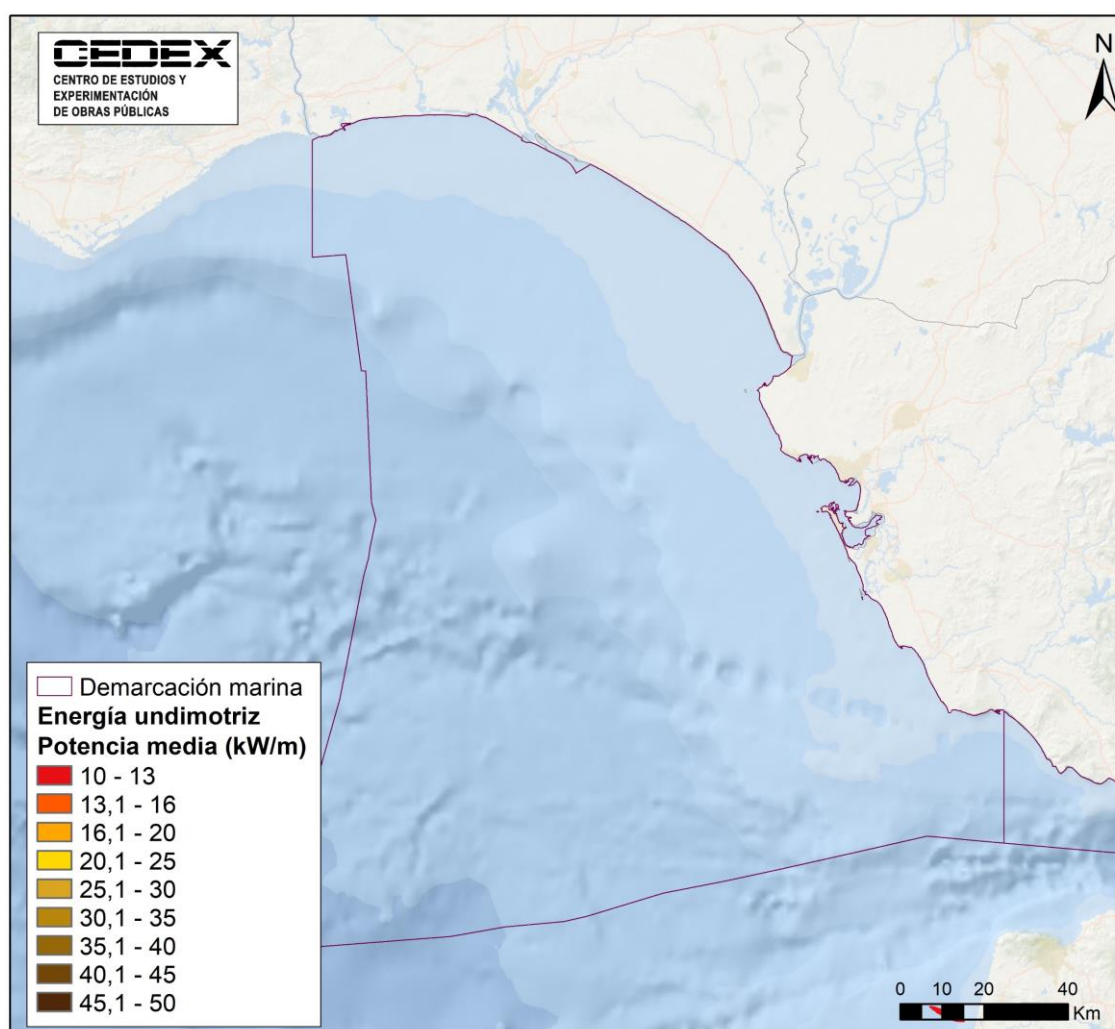 CEDEX
CENTRO DE ESTUDIOS Y
EXPERIMENTACIÓN
DE OBRAS PÚBLICAS
N
Demarcación marina
Energía undimotriz
Potencia media (kW/m)
10 - 13
13,1 - 16
16,1 - 20
20,1 - 25
25,1 - 30
30,1 - 35
35,1 - 40
40,1 - 45
45,1 - 50
0 10 20 40
Km